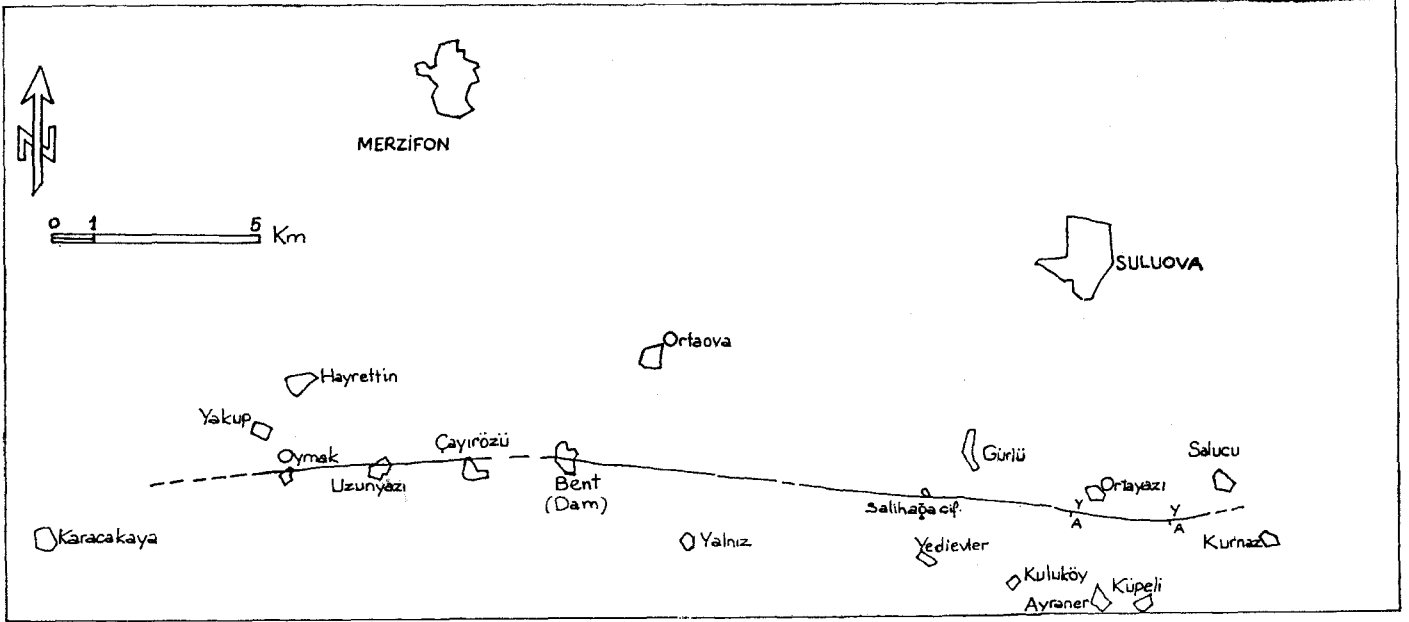 MERZİFON
N
0 1 5
Km
SULUOVA
Ortaova
Hayrettin
Yakup
Oymak
Çayırözü
Uzunyazı
Bent
(Dam)
Gürlü
Salucu
Salihağa çif.
Ortayazı
Y
A
Y
A
Karacakaya
Yalnız
Yedievler
Kurnaz
Kuluköy
Ayraner
Küpeli